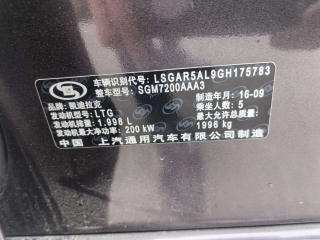 车辆识别代号: LSGAR5AL9GH175783
整车型号: SGM7200AAA3
品牌: 凯迪拉克 制造年月: 16-09
发动机型号: LTG 乘坐人数: 5
发动机排量: 1.998 L 最大允许总质量:
发动机最大净功率: 200 kW 1996 kg
中国 上汽通用汽车有限公司制造